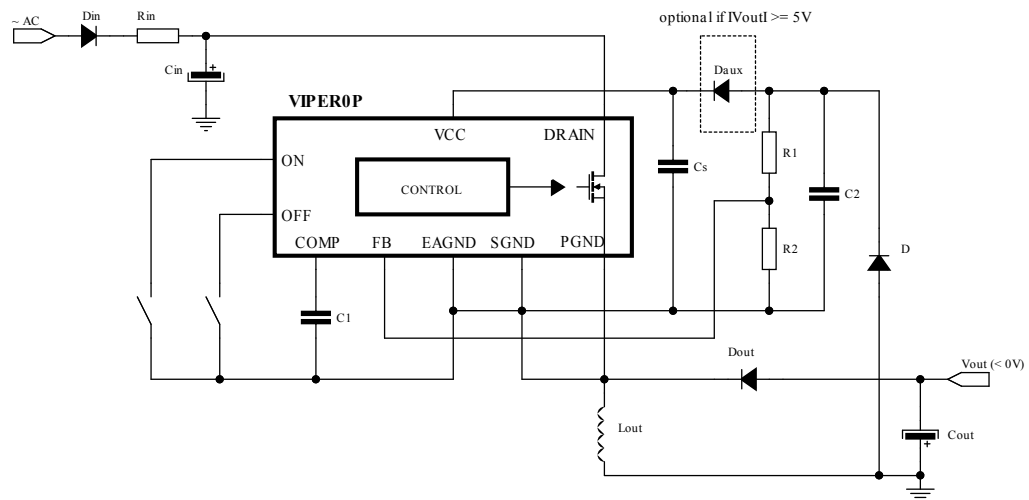 optional if IVoutI >= 5V
~ AC
Din
Rin
Cin
Daux
VIPER0P
VCC
DRAIN
ON
R1
Cs
CONTROL
C2
OFF
COMP
FB
EAGND
SGND
PGND
R2
D
C1
Dout
Vout (< 0V)
Lout
Cout